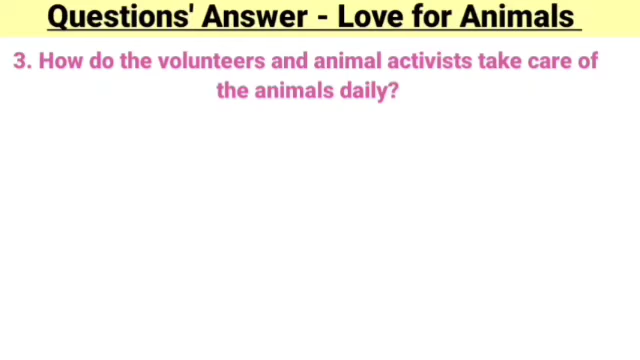 Questions' Answer - Love for Animals
3. How do the volunteers and animal activists take care of
the animals daily?